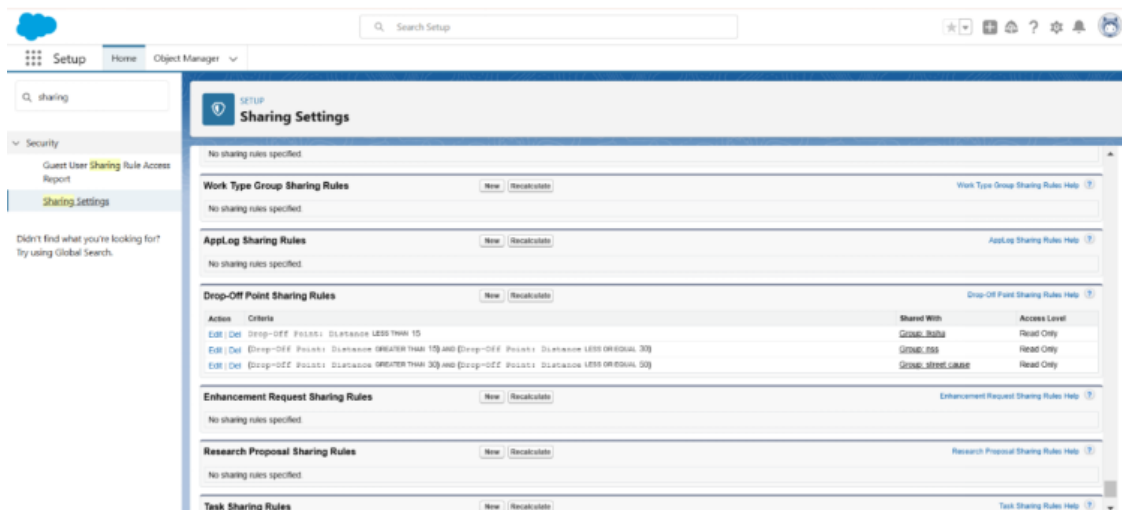 Search Setup
Setup Home Object Manager
sharing
Security
Guest User Sharing Rule Access
Report
Sharing Settings
Didn't find what you're looking for?
Try using Global Search.
SETUP
Sharing Settings
No sharing rules specified.
Work Type Group Sharing Rules New Recalculate Work Type Group Sharing Rules Help ?
No sharing rules specified.
AppLog Sharing Rules New Recalculate AppLog Sharing Rules Help ?
No sharing rules specified.
Drop-Off Point Sharing Rules New Recalculate Drop-Off Point Sharing Rules Help ?
Action Criteria Shared With Access Level
Edit | Del Drop-Off Point: Distance LESS THAN 15 Group: Iksha Read Only
Edit | Del (Drop-Off Point: Distance GREATER THAN 15) AND (Drop-Off Point: Distance LESS OR EQUAL 30) Group: nss Read Only
Edit | Del (Drop-Off Point: Distance GREATER THAN 30) AND (Drop-Off Point: Distance LESS OR EQUAL 50) Group: street cause Read Only
Enhancement Request Sharing Rules New Recalculate Enhancement Request Sharing Rules Help ?
No sharing rules specified.
Research Proposal Sharing Rules New Recalculate Research Proposal Sharing Rules Help ?
No sharing rules specified.
Task Sharing Rules New Recalculate Task Sharing Rules Help ?